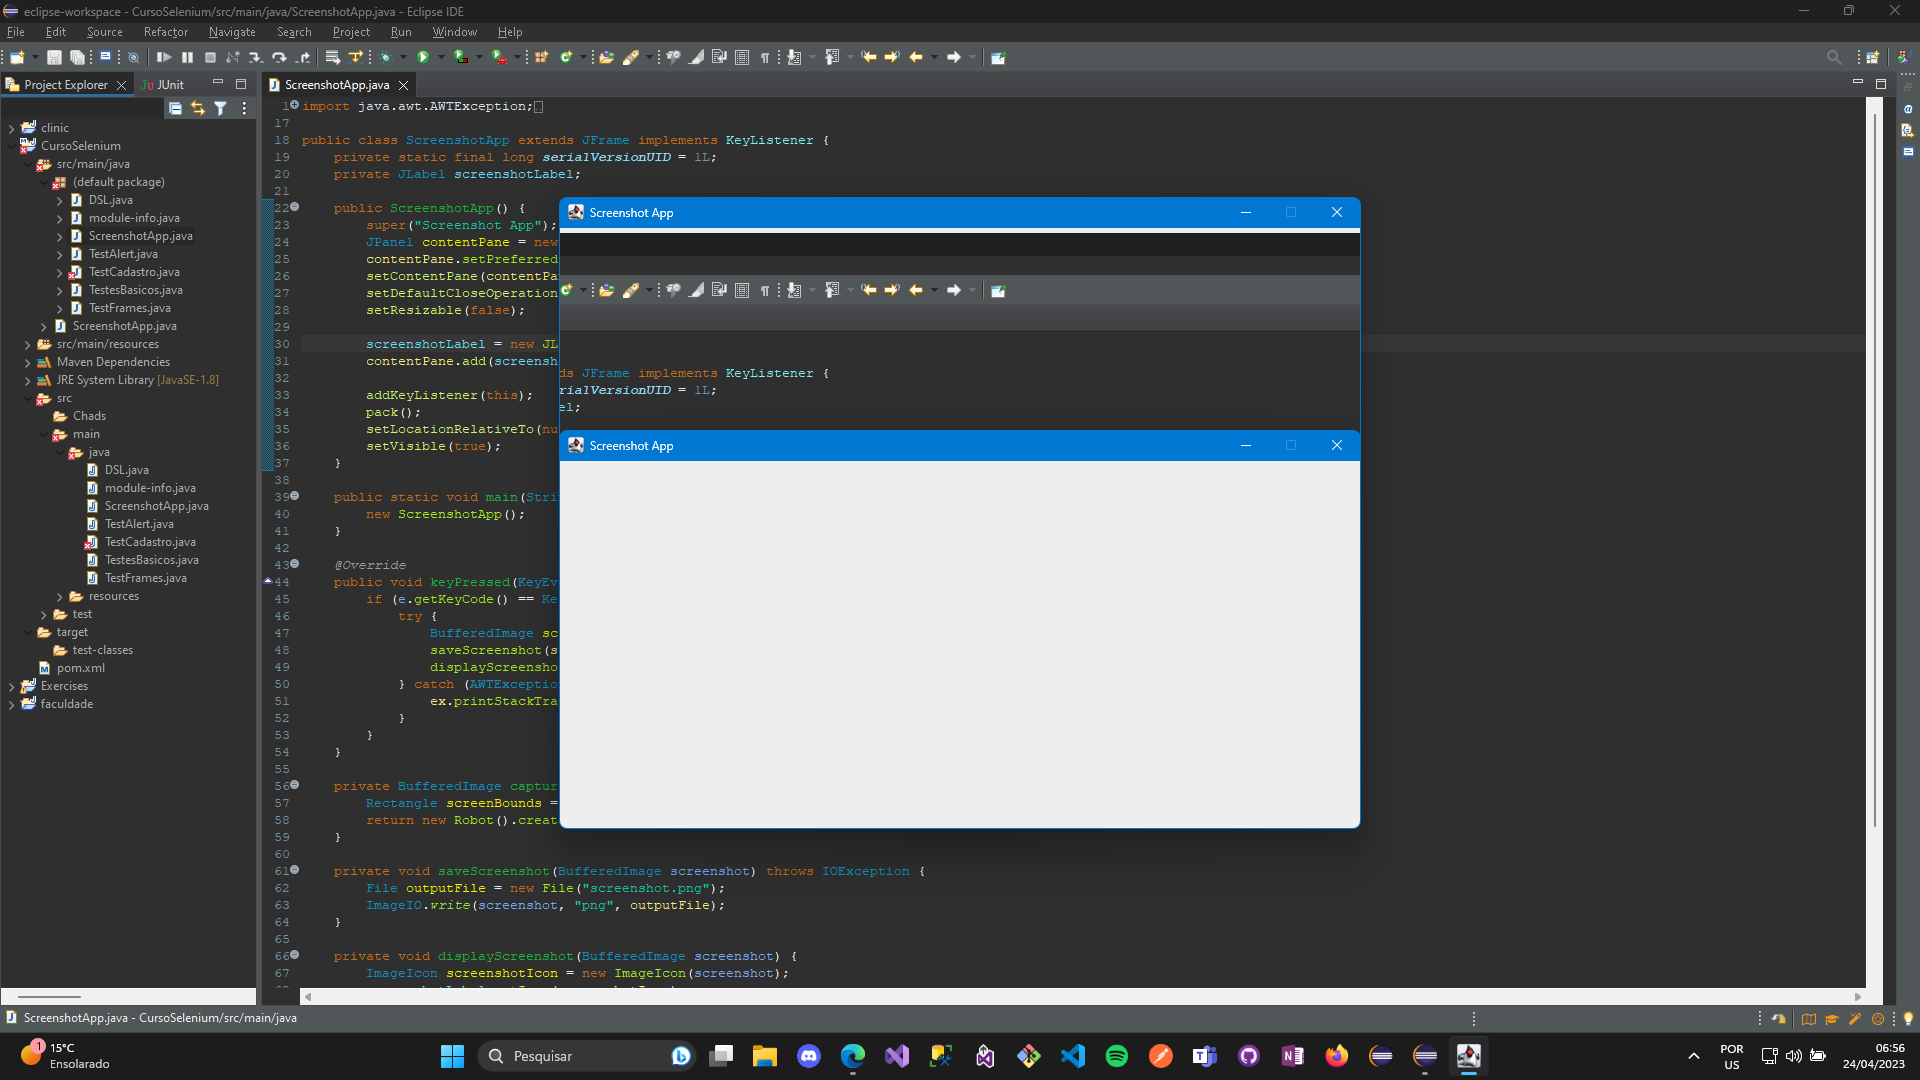 eclipse-workspace - CursoSelenium/src/main/java/ScreenshotApp.java - Eclipse IDE
File Edit Source Refactor Navigate Search Project Run Window Help
Project Explorer
JUnit
ScreenshotApp.java
clinic
CursoSelenium
src/main/java
(default package)
DSL.java
module-info.java
ScreenshotApp.java
TestAlert.java
TestCadastro.java
TestesBasicos.java
TestFrames.java
ScreenshotApp.java
src/main/resources
Maven Dependencies
JRE System Library [JavaSE-1.8]
src
Chads
main
java
DSL.java
module-info.java
ScreenshotApp.java
TestAlert.java
TestCadastro.java
TestesBasicos.java
TestFrames.java
resources
test
target
test-classes
pom.xml
Exercises
faculdade
1 import java.awt.AWTException;
17
18 public class ScreenshotApp extends JFrame implements KeyListener {
19 private static final long serialVersionUID = 1L;
20 private JLabel screenshotLabel;
21
22 public ScreenshotApp() {
23 super("Screenshot App");
24 JPanel contentPane = new
25 contentPane.setPreferred
26 setContentPane(contentPa
27 setDefaultCloseOperation
28 setResizable(false);
29
30 screenshotLabel = new JL
31 contentPane.add(screensh
32
33 addKeyListener(this);
34 pack();
35 setLocationRelativeTo(nu
36 setVisible(true);
37 }
38
39 public static void main(Stri
40 new ScreenshotApp();
41 }
42
43 @Override
44 public void keyPressed(KeyEv
45 if (e.getKeyCode() == Ke
46 try {
47 BufferedImage sc
48 saveScreenshot(s
49 displayScreensho
50 } catch (AWTExceptio
51 ex.printStackTra
52 }
53 }
54 }
55
56 private BufferedImage captur
57 Rectangle screenBounds =
58 return new Robot().creat
59 }
60
61 private void saveScreenshot(BufferedImage screenshot) throws IOException {
62 File outputFile = new File("screenshot.png");
63 ImageIO.write(screenshot, "png", outputFile);
64 }
65
66 private void displayScreenshot(BufferedImage screenshot) {
67 ImageIcon screenshotIcon = new ImageIcon(screenshot);
Screenshot App
ds JFrame implements KeyListener {
rialVersionUID = 1L;
el;
Screenshot App
ScreenshotApp.java - CursoSelenium/src/main/java
1
15°C
Ensolarado
Pesquisar
POR
US
06:56
24/04/2023